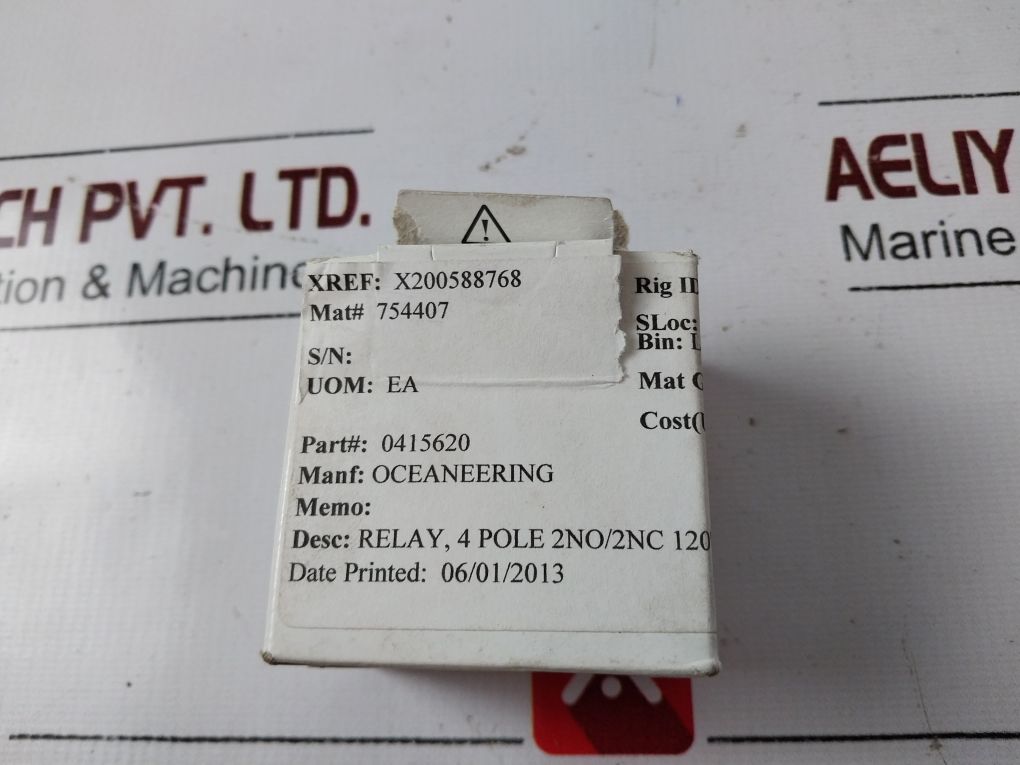 CH PVT. LTD.
tion & Machine
AELIY
Marine
XREF: X200588768
Mat# 754407
S/N:
UOM: EA
Part#: 0415620
Manf: OCEANEERING
Memo:
Desc: RELAY, 4 POLE 2NO/2NC 120
Date Printed: 06/01/2013
Rig ID
SLoc:
Bin: L
Mat G
Cost(U